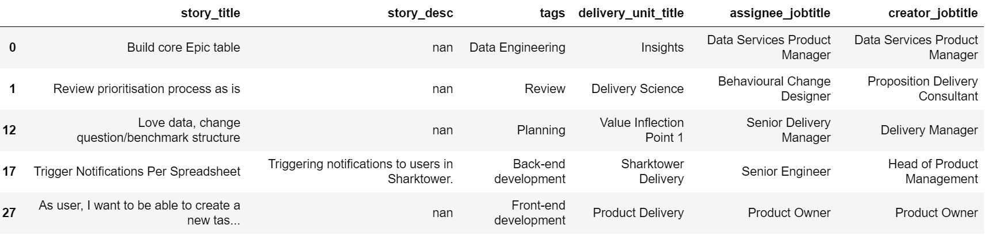 story_title story_desc tags delivery_unit_title assignee_jobtitle creator_jobtitle
0 Build core Epic table nan Data Engineering Insights Data Services Product Manager Data Services Product Manager
1 Review prioritisation process as is nan Review Delivery Science Behavioural Change Designer Proposition Delivery Consultant
12 Love data, change question/benchmark structure nan Planning Value Inflection Point 1 Senior Delivery Manager Delivery Manager
17 Trigger Notifications Per Spreadsheet Triggering notifications to users in Sharktower. Back-end development Sharktower Delivery Senior Engineer Head of Product Management
27 As user, I want to be able to create a new tas... nan Front-end development Product Delivery Product Owner Product Owner